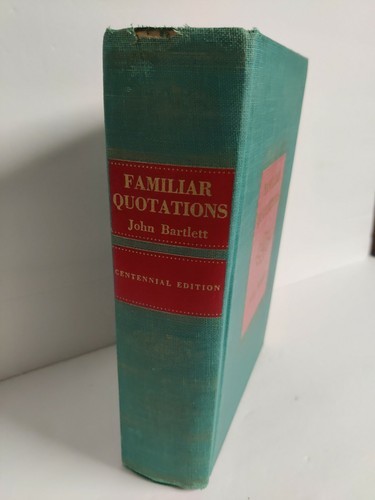 FAMILIAR
QUOTATIONS
John Bartlett
CENTENNIAL EDITION